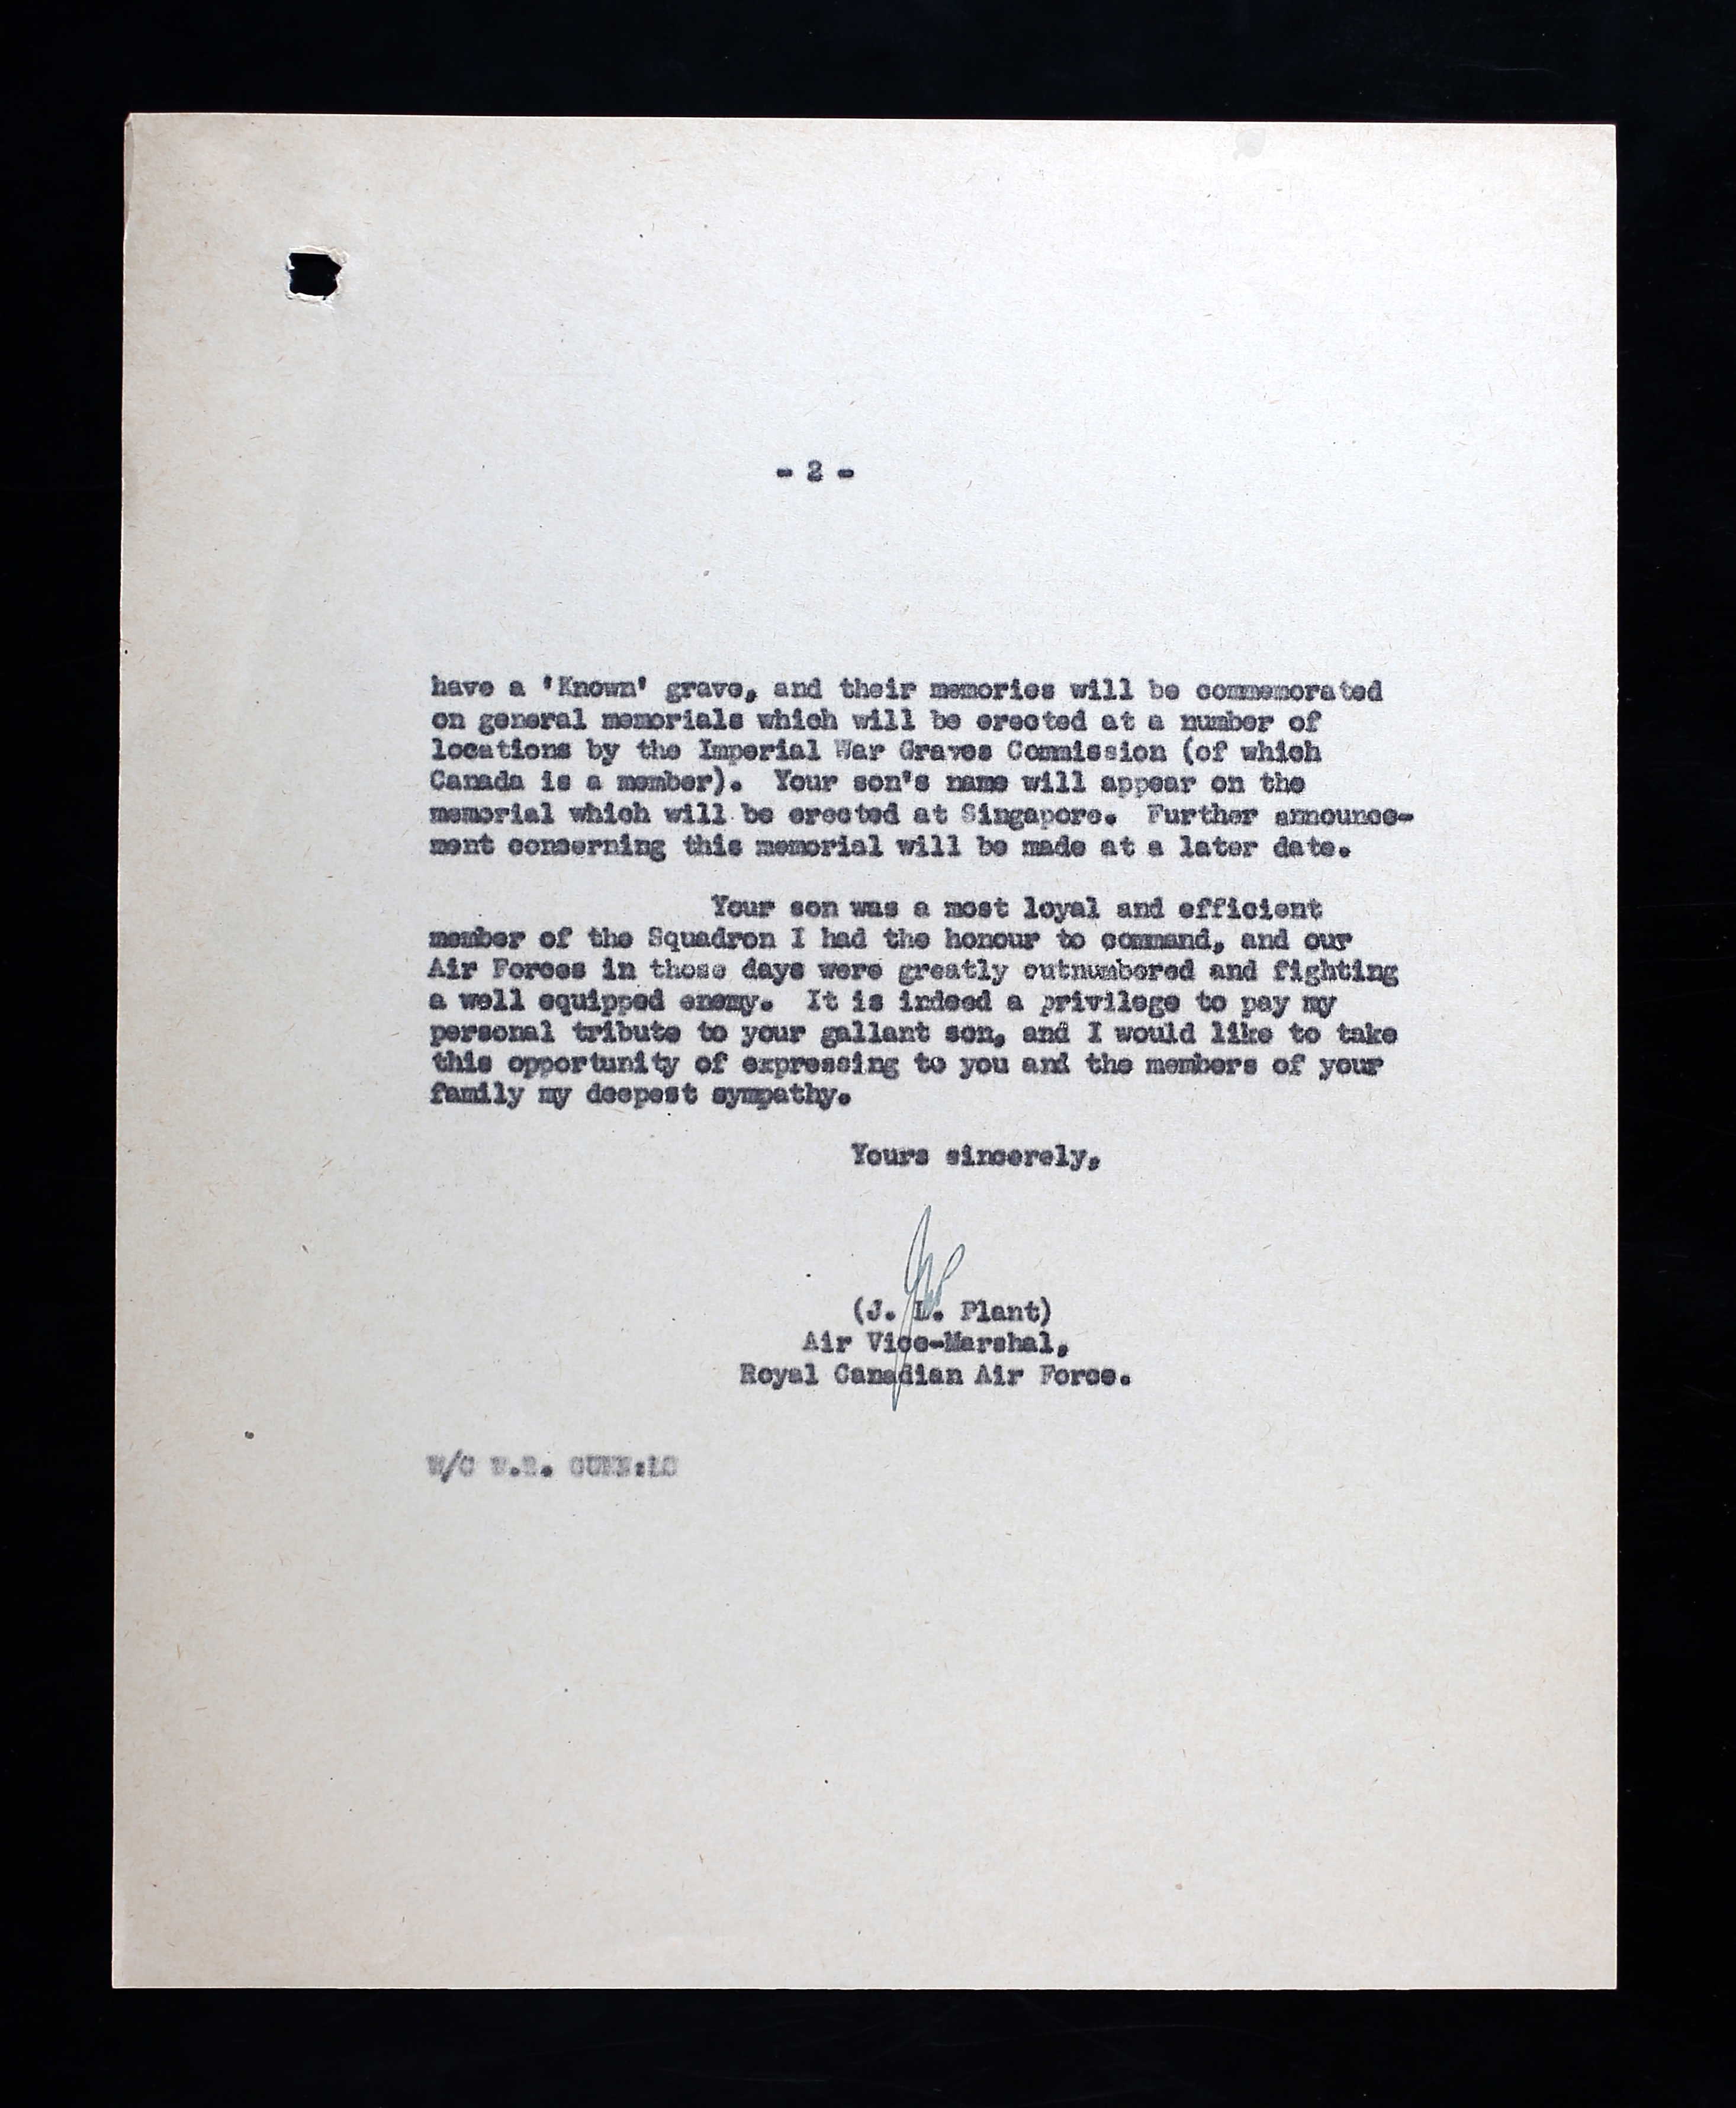 - 2 -
have a 'Known' grave, and their memories will be commemorated
on general memorials which will be erected at a number of
locations by the Imperial War Graves Commission (of which
Canada is a member).  Your son's name will appear on the
memorial which will be erected at Singapore.  Further announce-
ment concerning this memorial will be made at a later date.
Your son was a most loyal and efficient
member of the Squadron I had the honour to command, and our
Air Forces in those days were greatly outnumbered and fighting
a well equipped enemy.  It is indeed a privilege to pay my
personal tribute to your gallant son, and I would like to take
this opportunity of expressing to you and the members of your
family my deepest sympathy.
Yours sincerely,
(J. L. Plant)
Air Vice-Marshal,
Royal Canadian Air Force.
W/C W.R. GUNN:LC